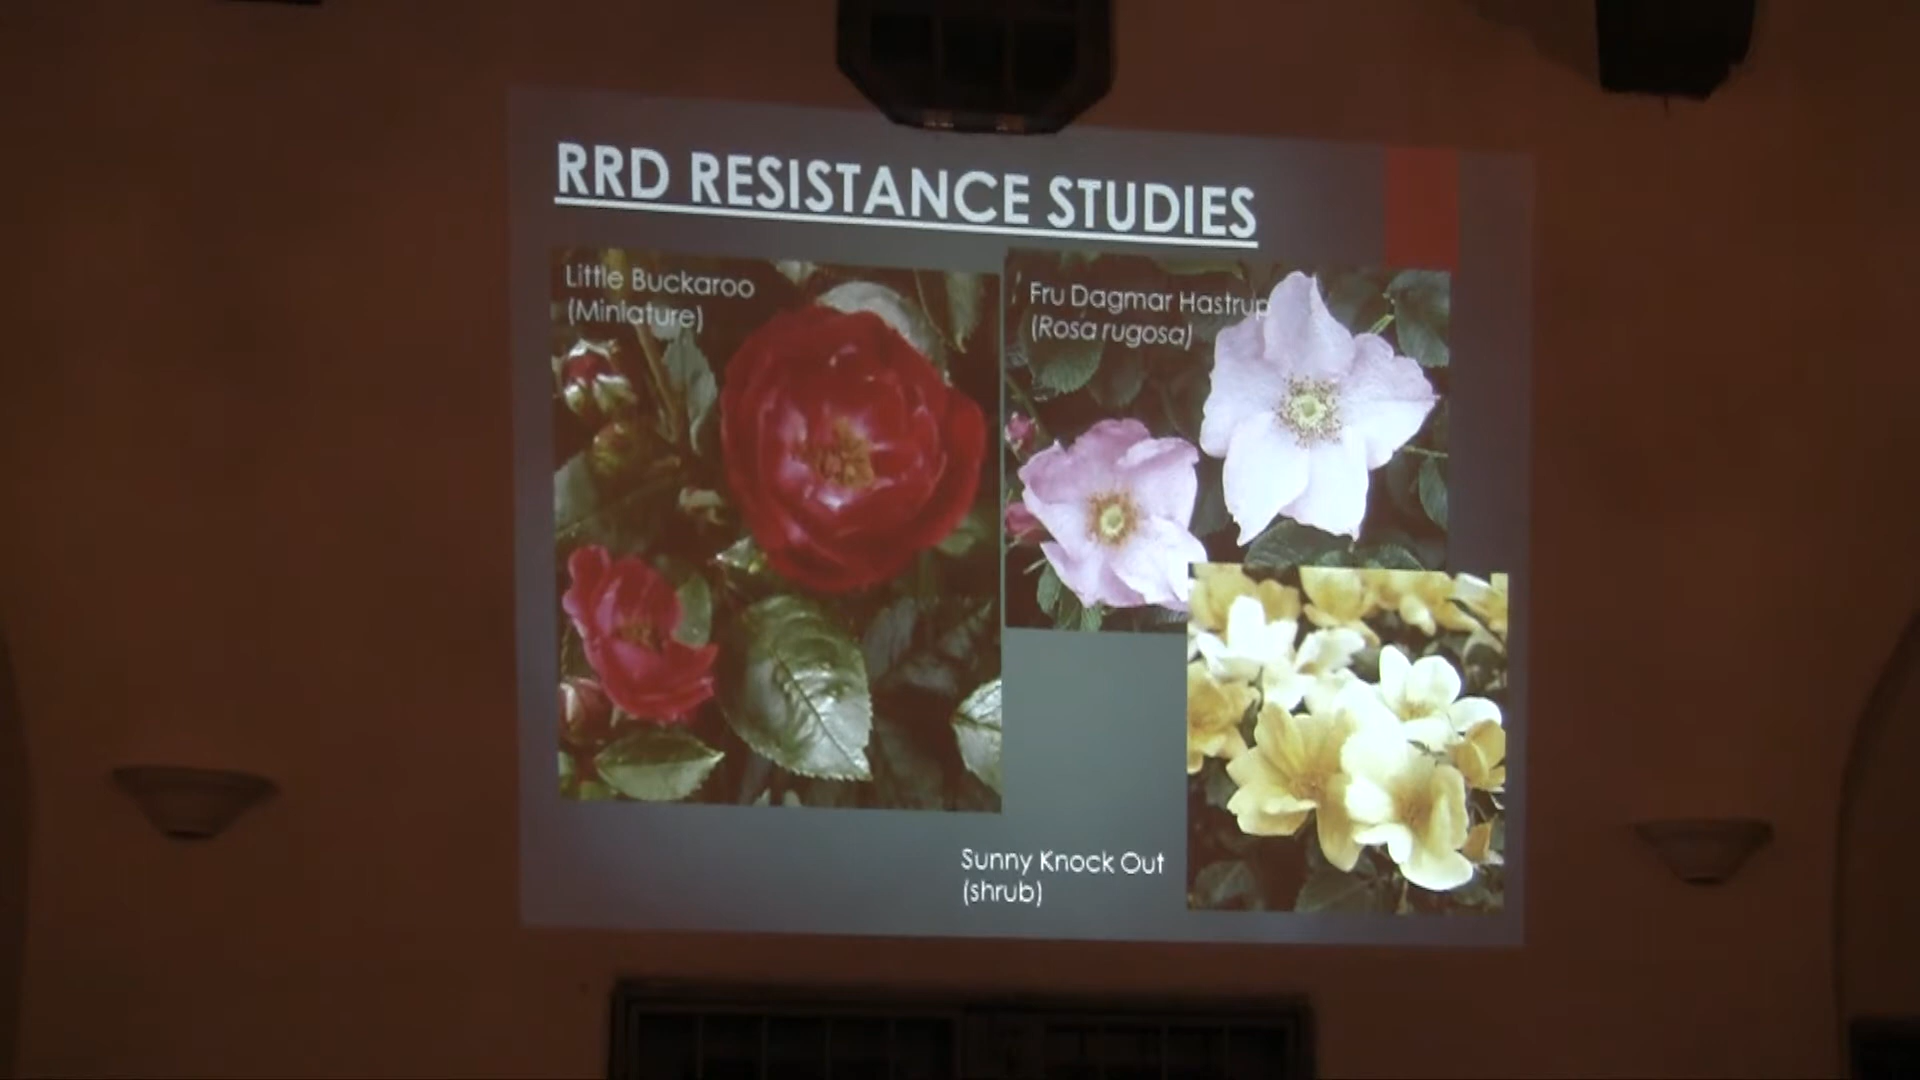 RRD RESISTANCE STUDIES
Little Buckaroo
(Miniature)
Fru Dagmar Hastrup
(Rosa rugosa)
Sunny Knock Out
(shrub)